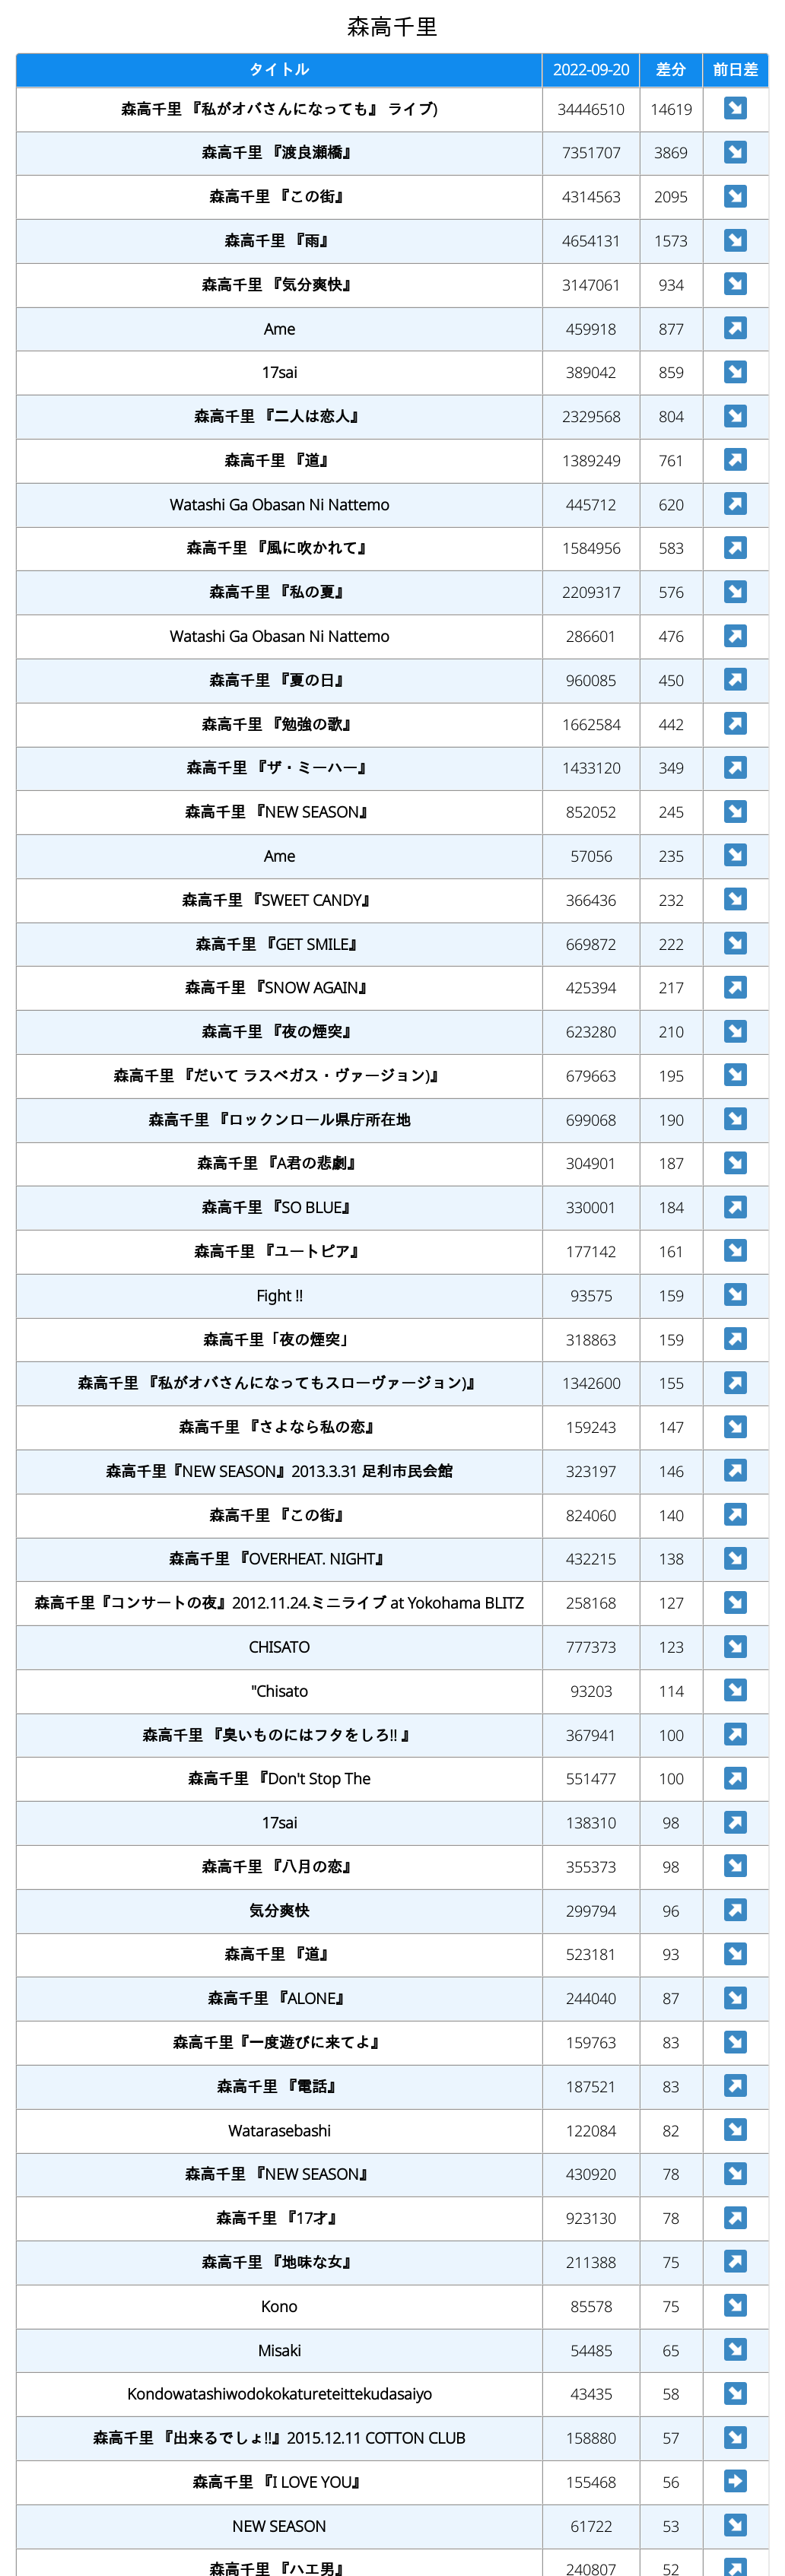 森高千里
タイトル 2022-09-20 差分 前日差
森高千里 『私がオバさんになっても』 ライブ) 34446510 14619
森高千里 『渡良瀬橋』 7351707 3869
森高千里 『この街』 4314563 2095
森高千里 『雨』 4654131 1573
森高千里 『気分爽快』 3147061 934
Ame 459918 877
17sai 389042 859
森高千里 『二人は恋人』 2329568 804
森高千里 『道』 1389249 761
Watashi Ga Obasan Ni Nattemo 445712 620
森高千里 『風に吹かれて』 1584956 583
森高千里 『私の夏』 2209317 576
Watashi Ga Obasan Ni Nattemo 286601 476
森高千里 『夏の日』 960085 450
森高千里 『勉強の歌』 1662584 442
森高千里 『ザ・ミーハー』 1433120 349
森高千里 『NEW SEASON』 852052 245
Ame 57056 235
森高千里 『SWEET CANDY』 366436 232
森高千里 『GET SMILE』 669872 222
森高千里 『SNOW AGAIN』 425394 217
森高千里 『夜の煙突』 623280 210
森高千里 『だいて ラスベガス・ヴァージョン)』 679663 195
森高千里 『ロックンロール県庁所在地 699068 190
森高千里 『A君の悲劇』 304901 187
森高千里 『SO BLUE』 330001 184
森高千里 『ユートピア』 177142 161
Fight !! 93575 159
森高千里「夜の煙突」 318863 159
森高千里 『私がオバさんになってもスローヴァージョン)』 1342600 155
森高千里 『さよなら私の恋』 159243 147
森高千里『NEW SEASON』2013.3.31 足利市民会館 323197 146
森高千里 『この街』 824060 140
森高千里 『OVERHEAT. NIGHT』 432215 138
森高千里『コンサートの夜』2012.11.24.ミニライブ at Yokohama BLITZ 258168 127
CHISATO 777373 123
"Chisato 93203 114
森高千里 『臭いものにはフタをしろ!! 』 367941 100
森高千里 『Don't Stop The 551477 100
17sai 138310 98
森高千里 『八月の恋』 355373 98
気分爽快 299794 96
森高千里 『道』 523181 93
森高千里 『ALONE』 244040 87
森高千里『一度遊びに来てよ』 159763 83
森高千里 『電話』 187521 83
Watarasebashi 122084 82
森高千里 『NEW SEASON』 430920 78
森高千里 『17才』 923130 78
森高千里 『地味な女』 211388 75
Kono 85578 75
Misaki 54485 65
Kondowatashiwodokokatureteittekudasaiyo 43435 58
森高千里 『出来るでしょ!!』2015.12.11 COTTON CLUB 158880 57
森高千里 『I LOVE YOU』 155468 56
NEW SEASON 61722 53
森高千里 『ハエ男』 240807 52